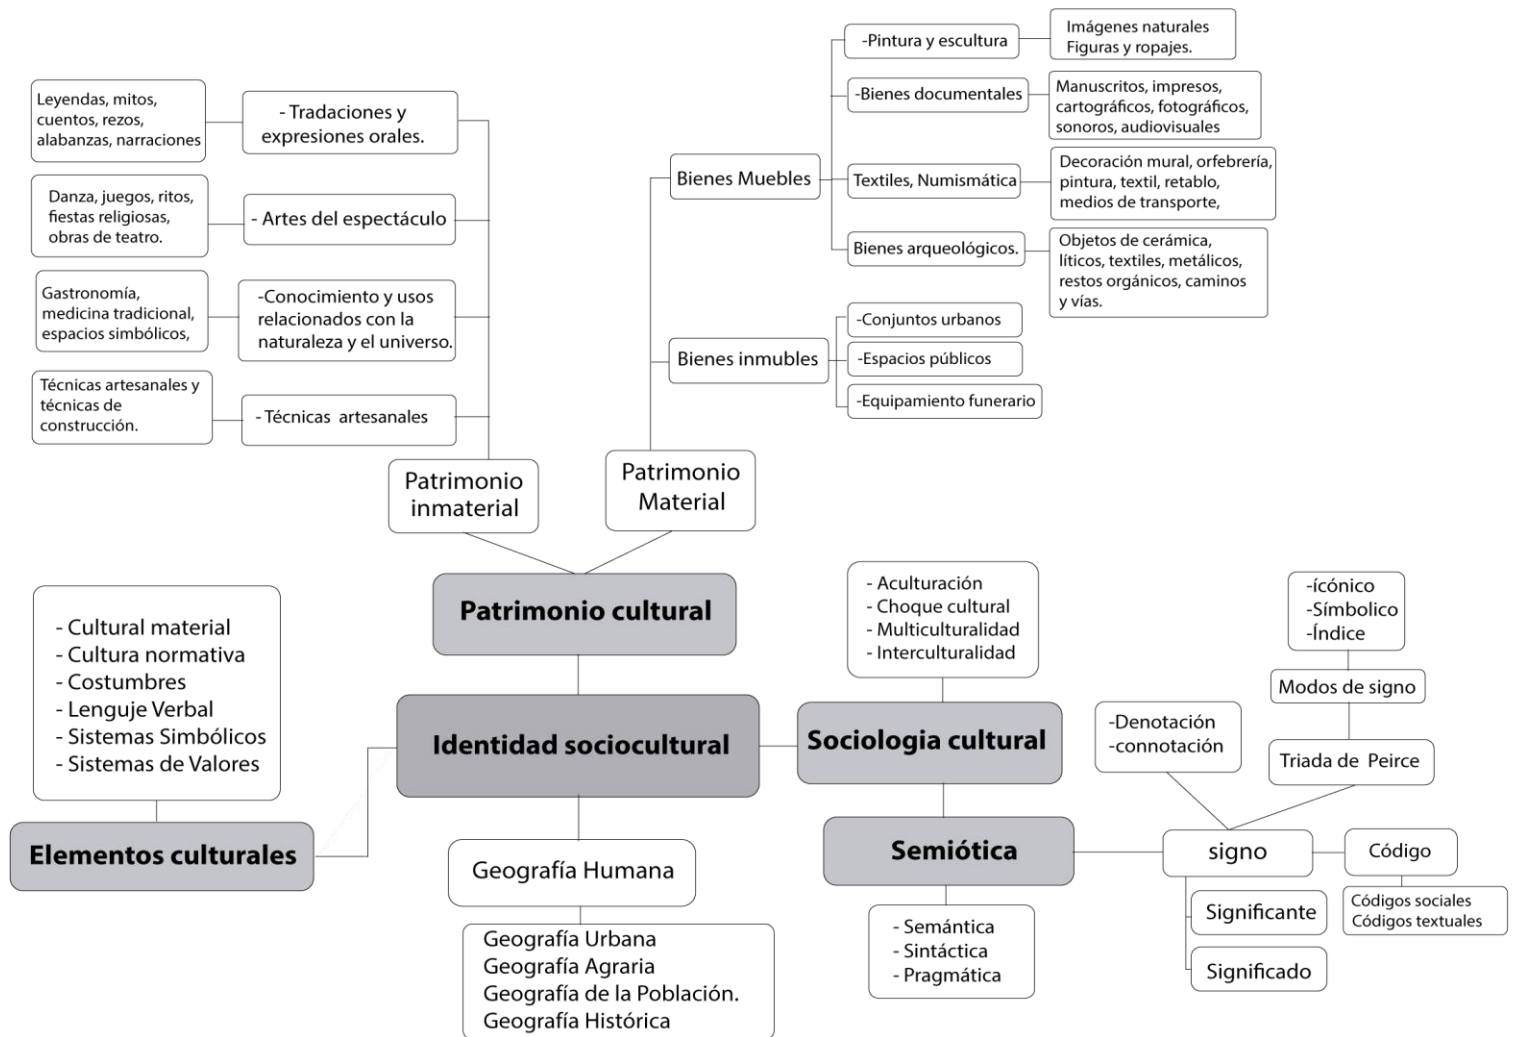 Leyendas, mitos,
cuentos, rezos,
alabanzas, narraciones
- Tradaciones y
expresiones orales.
Danza, juegos, ritos,
fiestas religiosas,
obras de teatro.
- Artes del espectáculo
Gastronomía,
medicina tradicional,
espacios simbólicos,
-Conocimiento y usos
relacionados con la
naturaleza y el universo.
Técnicas artesanales y
técnicas de
construcción.
- Técnicas artesanales
Patrimonio
inmaterial
-Pintura y escultura
Imágenes naturales
Figuras y ropajes.
-Bienes documentales
Manuscritos, impresos,
cartográficos, fotográficos,
sonoros, audiovisuales
Bienes Muebles
Textiles, Numismática
Decoración mural, orfebrería,
pintura, textil, retablo,
medios de transporte,
Bienes arqueológicos.
Objetos de cerámica,
líticos, textiles, metálicos,
restos orgánicos, caminos
y vías.
Bienes inmubles
-Conjuntos urbanos
-Espacios públicos
-Equipamiento funerario
Patrimonio
Material
Patrimonio cultural
- Cultural material
- Cultura normativa
- Costumbres
- Lenguje Verbal
- Sistemas Simbólicos
- Sistemas de Valores
Elementos culturales
Identidad sociocultural
Geografía Humana
Geografía Urbana
Geografía Agraria
Geografía de la Población.
Geografía Histórica
- Aculturación
- Choque cultural
- Multiculturalidad
- Interculturalidad
Sociologia cultural
Semiótica
- Semántica
- Sintáctica
- Pragmática
-ícónico
-Símbolico
-Índice
Modos de signo
Triada de Peirce
-Denotación
-connotación
signo
Código
Códigos sociales
Códigos textuales
Significante
Significado